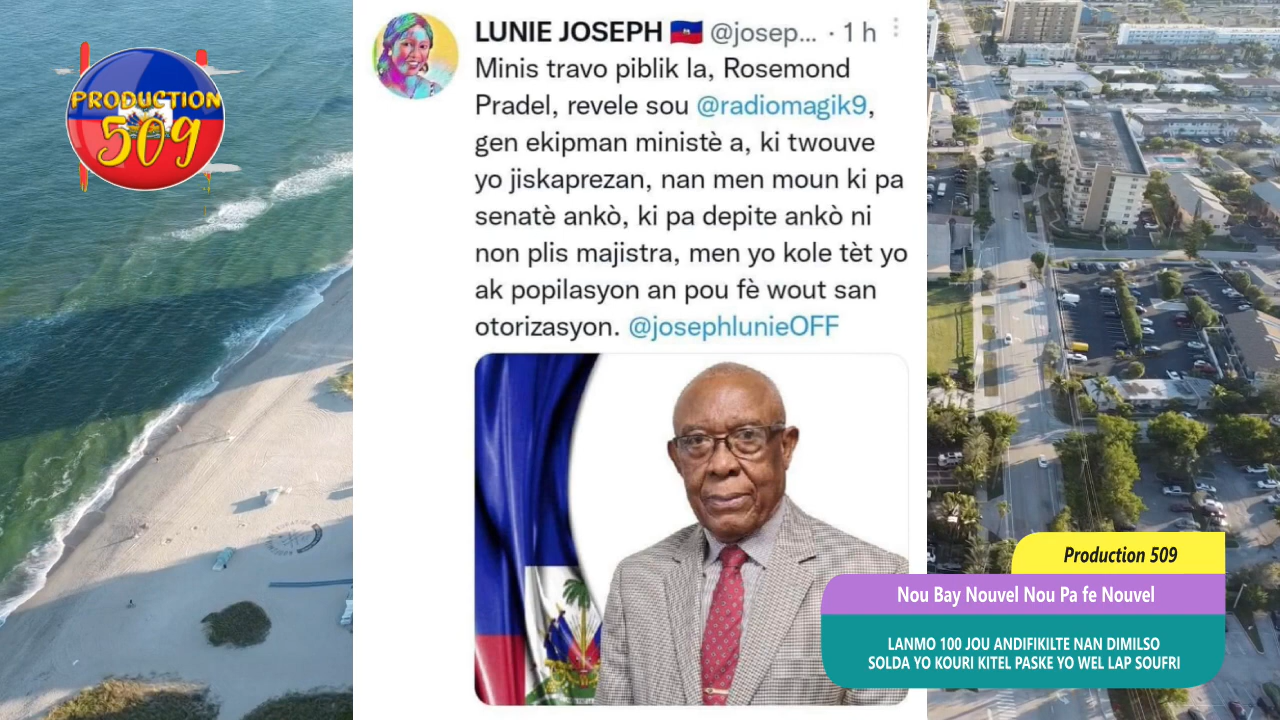 PRODUCTION
509
LUNIE JOSEPH 🇭🇹 @josep... · 1 h
Minis travo piblik la, Rosemond
Pradel, revele sou @radiomagik9,
gen ekipman ministè a, ki twouve
yo jiskaprezan, nan men moun ki pa
senatè ankò, ki pa depite ankò ni
non plis majistra, men yo kole tèt yo
ak popilasyon an pou fè wout san
otorizasyon. @josephlunieOFF
Production 509
Nou Bay Nouvel Nou Pa fe Nouvel
LANMO 100 JOU ANDIFIKILTE NAN DIMILSO
SOLDA YO KOURI KITEL PASKE YO WEL LAP SOUFRI